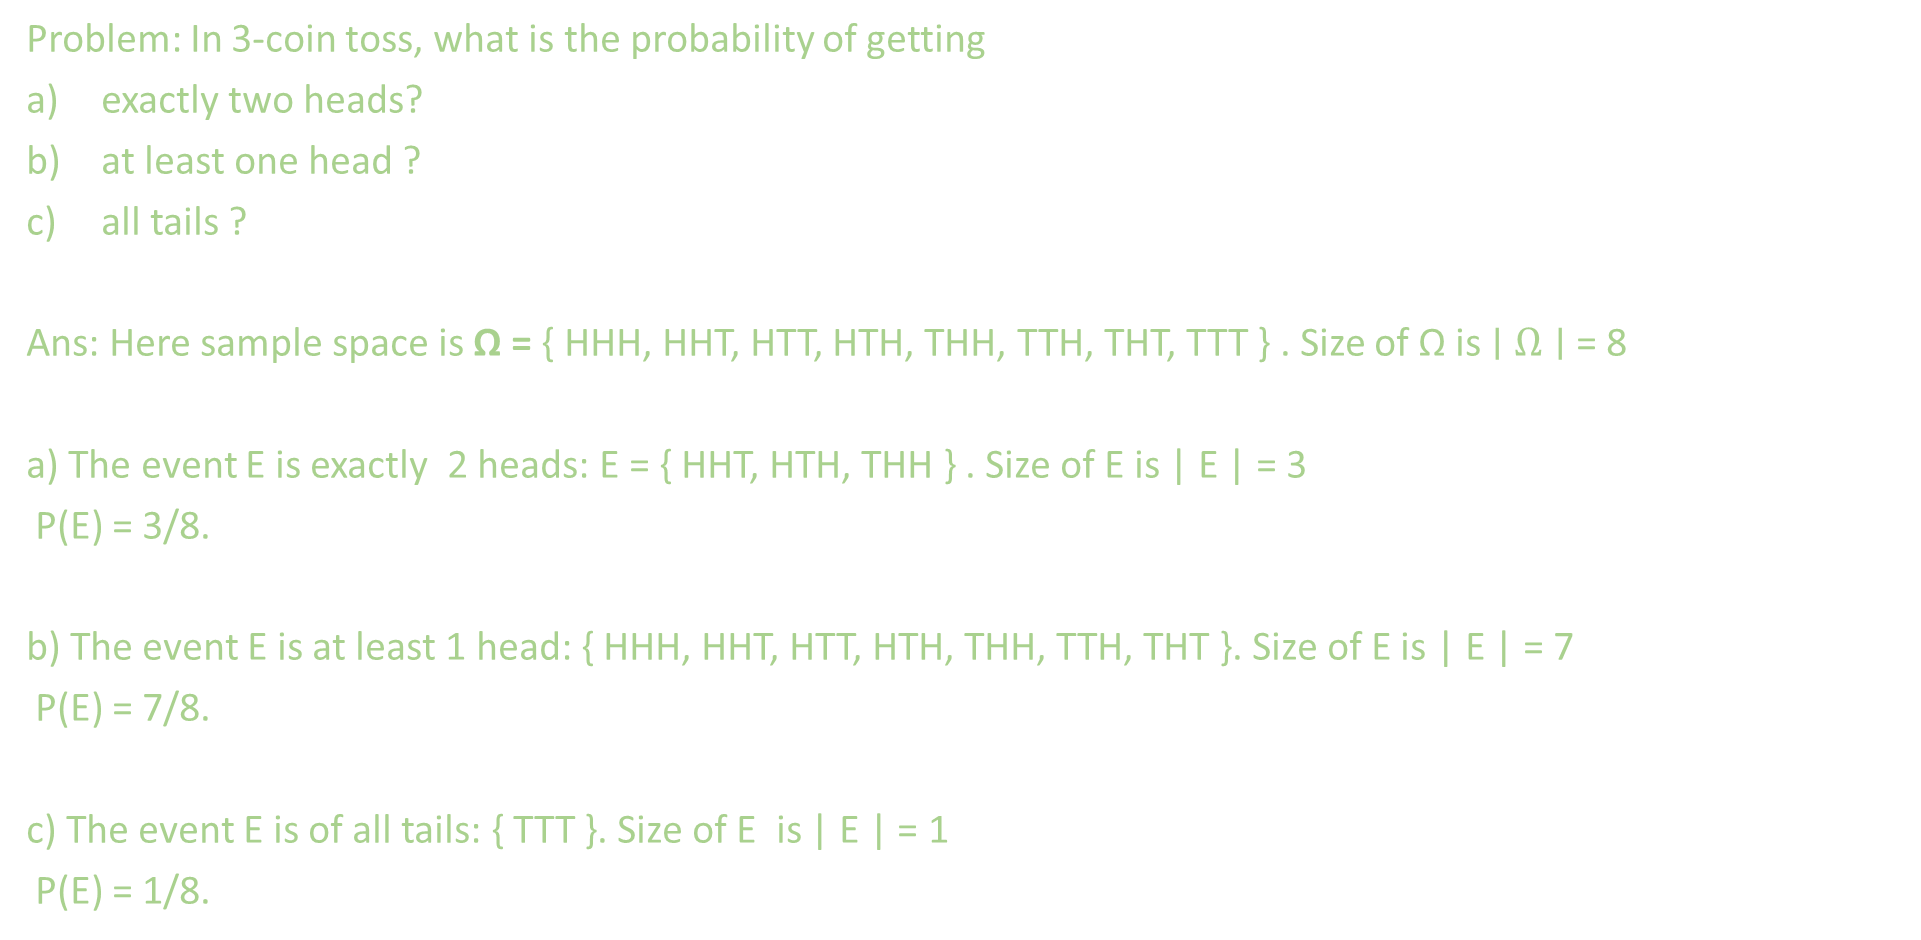 Problem: In 3-coin toss, what is the probability of getting
a) exactly two heads?
b) at least one head ?
c) all tails ?
Ans: Here sample space is Ω = { HHH, HHT, HTT, HTH, THH, TTH, THT, TTT } . Size of Ω is | Ω | = 8
a) The event E is exactly 2 heads: E = { HHT, HTH, THH } . Size of E is | E | = 3
P(E) = 3/8.
b) The event E is at least 1 head: { HHH, HHT, HTT, HTH, THH, TTH, THT }. Size of E is | E | = 7
P(E) = 7/8.
c) The event E is of all tails: { TTT }. Size of E is | E | = 1
P(E) = 1/8.